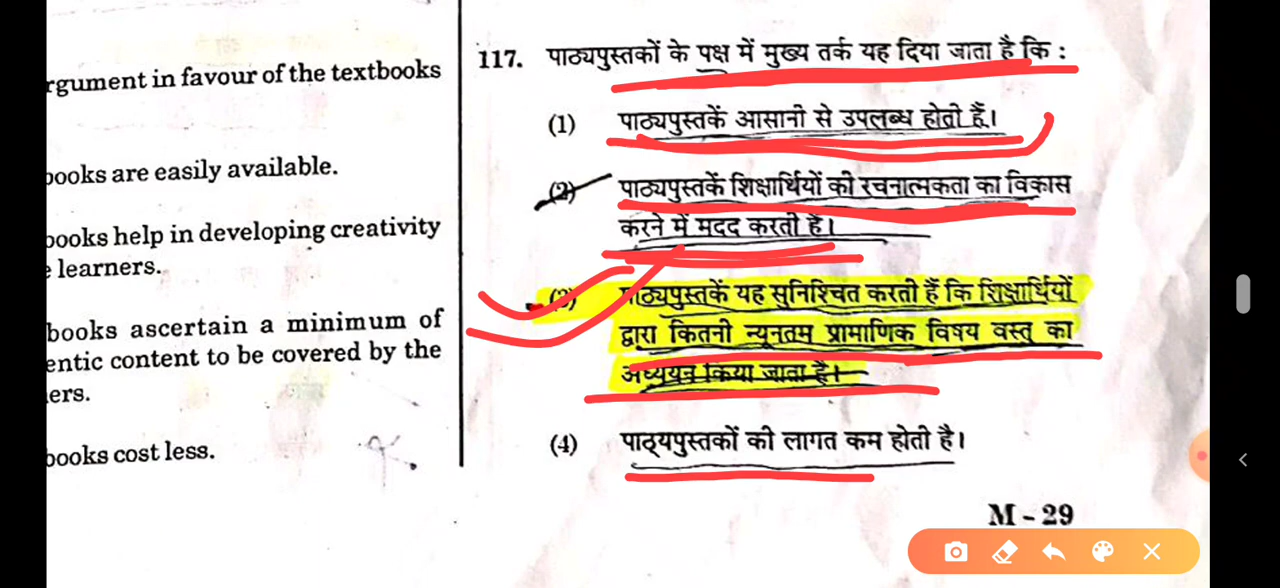 rgument in favour of the textbooks
books are easily available.
books help in developing creativity
e learners.
books ascertain a minimum of
entic content to be covered by the
ers.
books cost less.
117. पाठ्यपुस्तकों के पक्ष में मुख्य तर्क यह दिया जाता है कि :
(1) पाठ्यपुस्तकें आसानी से उपलब्ध होती हैं।
(2) पाठ्यपुस्तकें शिक्षार्थियों की रचनात्मकता का विकास
करने में मदद करती हैं।
(3) पाठ्यपुस्तकें यह सुनिश्चित करती हैं कि शिक्षार्थियों
द्वारा कितनी न्यूनतम प्रामाणिक विषय वस्तु का
अध्ययन किया जाता है।
(4) पाठ्यपुस्तकों की लागत कम होती है।
M - 29